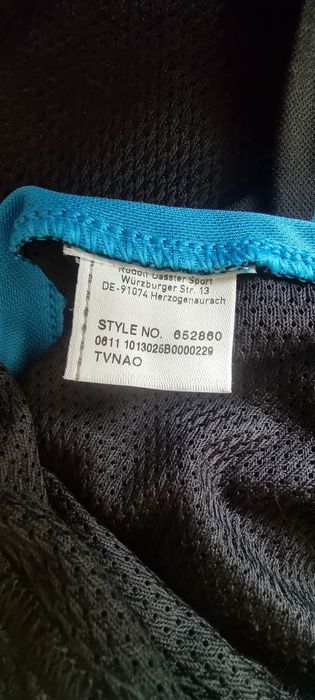 Rudolf Dassler Sport
Würzburger Str. 13
DE-91074 Herzogenaurach
STYLE NO. 652860
0611 1013025B0000229
TVNAO